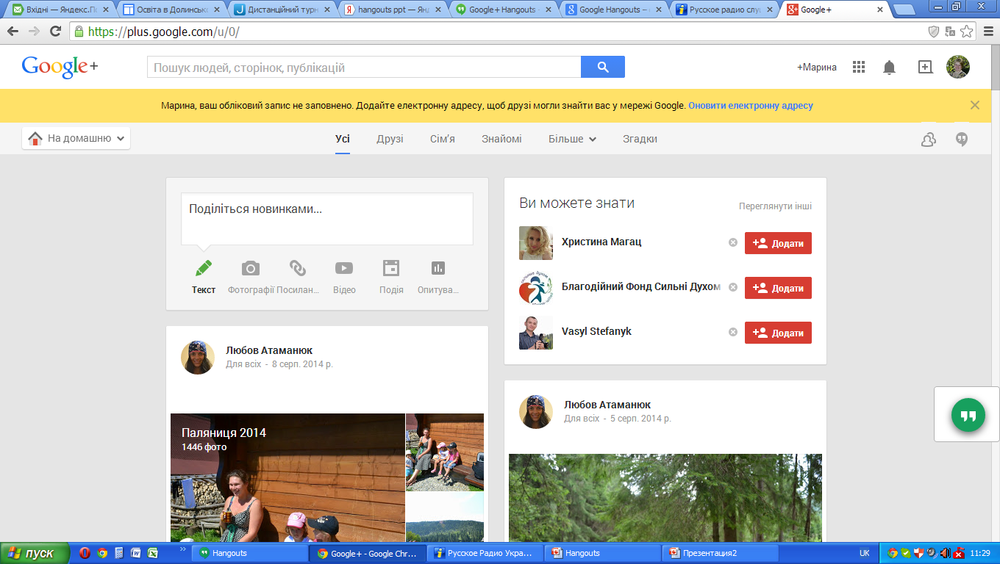 Вхідні — Яндекс.По
Освіта в Долинськ
Дистанційний турн
hangouts ppt — Ян
Google+ Hangouts -
Google Hangouts – 
Русское радио слу
Google+
https://plus.google.com/u/0/
Google+
Пошук людей, сторінок, публікацій
+Марина
Марина, ваш обліковий запис не заповнено. Додайте електронну адресу, щоб друзі могли знайти вас у мережі Google. Оновити електронну адресу
На домашню
Усі
Друзі
Сім'я
Знайомі
Більше
Згадки
Поділіться новинками...
Текст
Фотографії
Посилан...
Відео
Подія
Опитува...
Ви можете знати
Переглянути інші
Христина Магац
Додати
Благодійний Фонд Сильні Духом
Додати
Vasyl Stefanyk
Додати
Любов Атаманюк
Для всіх - 8 серп. 2014 р.
Паляниця 2014
1446 фото
Любов Атаманюк
Для всіх - 5 серп. 2014 р.
пуск
Hangouts
Google+ - Google Chr...
Русское Радио Укра...
Hangouts
Презентация2
UK
11:29